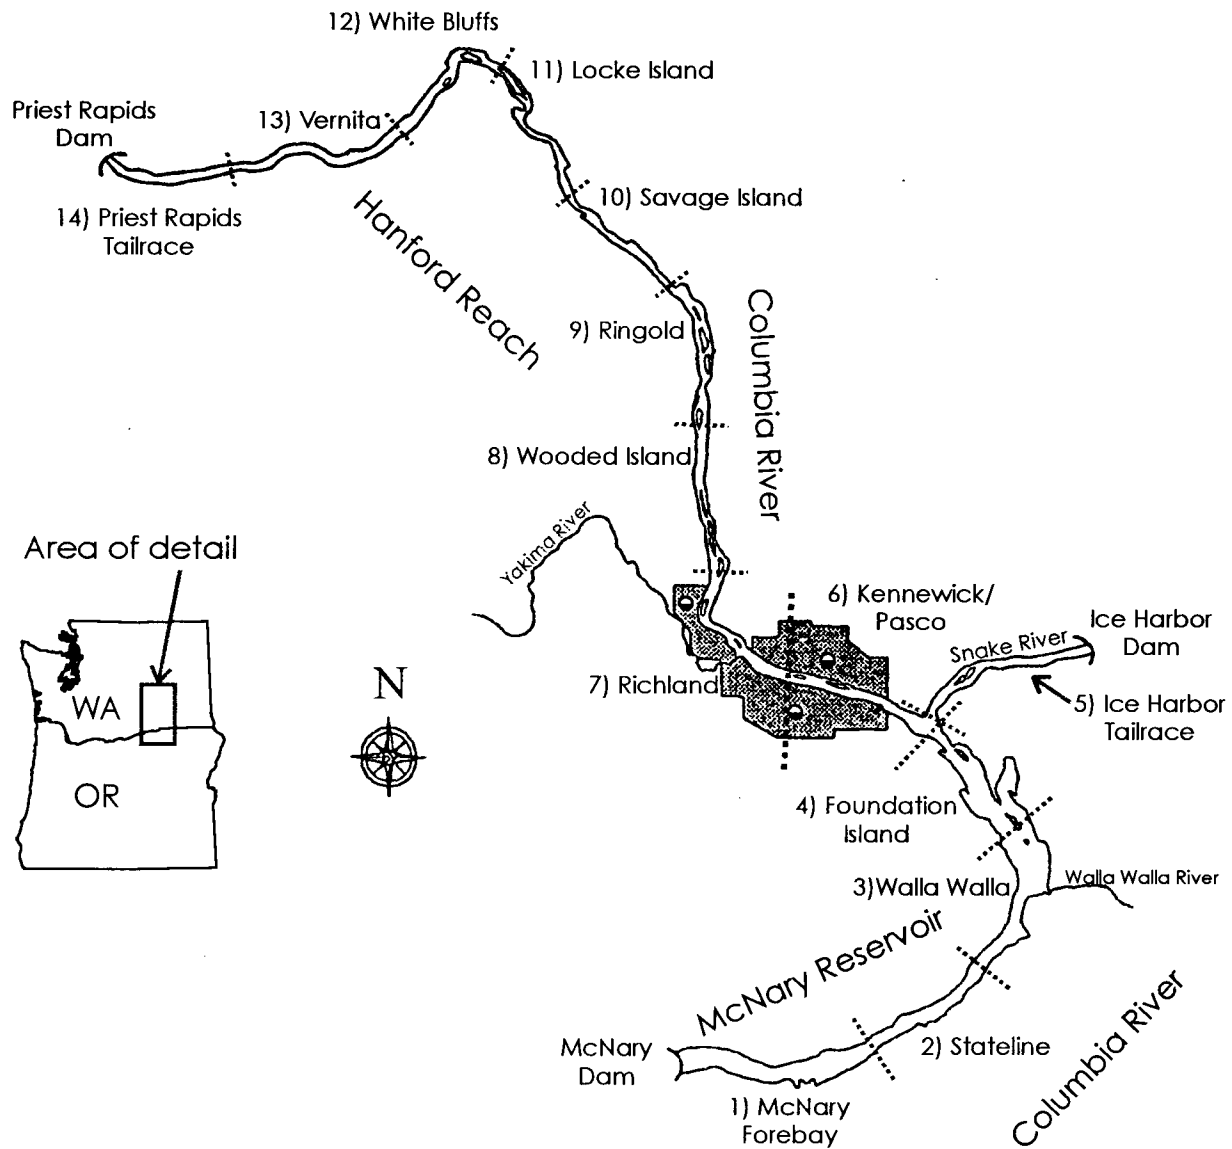 12) White Bluffs
11) Locke Island
Priest Rapids
Dam
13) Vernita
10) Savage Island
14) Priest Rapids
Tailrace
Hanford Reach
Columbia River
9) Ringold
8) Wooded Island
Yakima River
Area of detail
6) Kennewick/
Pasco
Ice Harbor
Dam
Snake River
7) Richland
5) Ice Harbor
Tailrace
N
WA
OR
4) Foundation
Island
3)Walla Walla
Walla Walla River
McNary Reservoir
Columbia River
McNary
Dam
2) Stateline
1) McNary
Forebay